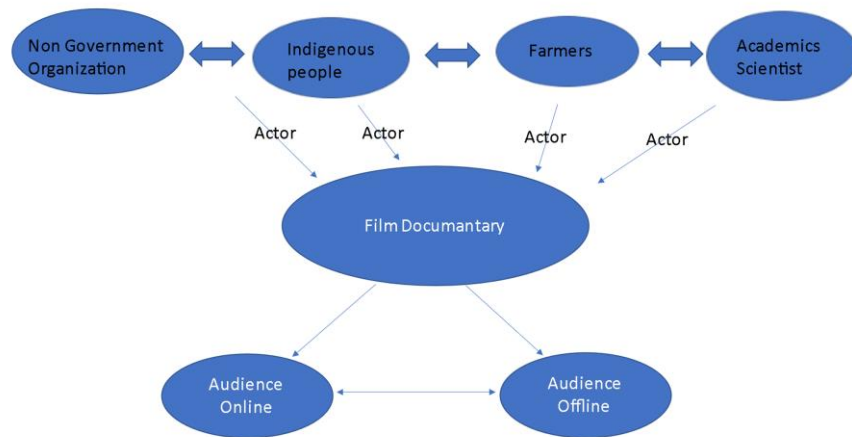 Non Government
Organization
Indigenous
people
Farmers
Academics
Scientist
Actor
Actor
Actor
Actor
Film Documantary
Audience
Online
Audience
Offline